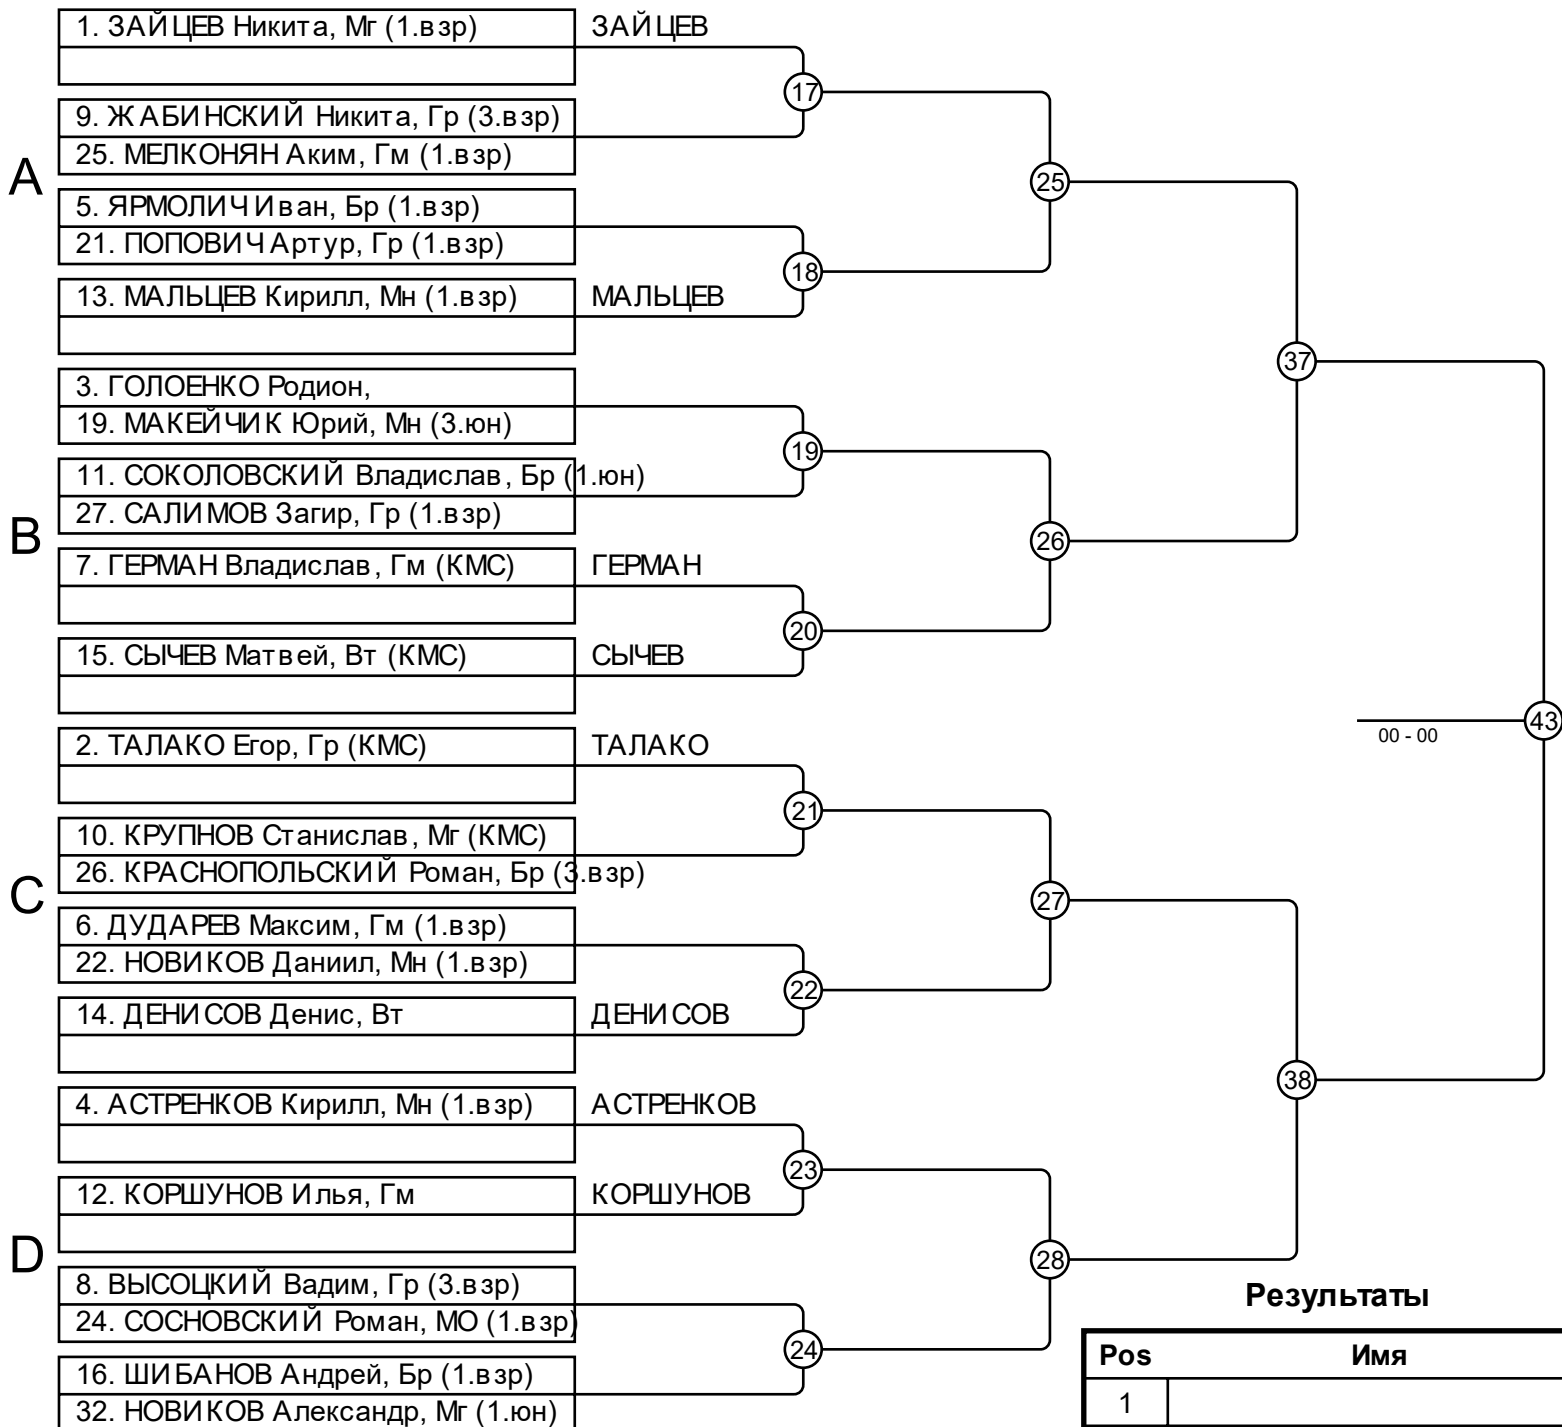 1. ЗАЙЦЕВ Никита, Мг (1.взр) ЗАЙЦЕВ
17
9. ЖАБИНСКИЙ Никита, Гр (3.взр)
25. МЕЛКОНЯН Аким, Гм (1.взр)
A
25
5. ЯРМОЛИЧ Иван, Бр (1.взр)
21. ПОПОВИЧ Артур, Гр (1.взр)
18
13. МАЛЬЦЕВ Кирилл, Мн (1.взр) МАЛЬЦЕВ
37
3. ГОЛОЕНКО Родион,
19. МАКЕЙЧИК Юрий, Мн (3.юн)
19
11. СОКОЛОВСКИЙ Владислав, Бр (1.юн)
27. САЛИМОВ Загир, Гр (1.взр)
B
26
7. ГЕРМАН Владислав, Гм (КМС) ГЕРМАН
20
15. СЫЧЕВ Матвей, Вт (КМС) СЫЧЕВ
43
00 - 00
2. ТАЛАКО Егор, Гр (КМС) ТАЛАКО
21
10. КРУПНОВ Станислав, Мг (КМС)
26. КРАСНОПОЛЬСКИЙ Роман, Бр (3.взр)
C
27
6. ДУДАРЕВ Максим, Гм (1.взр)
22. НОВИКОВ Даниил, Мн (1.взр)
22
14. ДЕНИСОВ Денис, Вт ДЕНИСОВ
38
4. АСТРЕНКОВ Кирилл, Мн (1.взр) АСТРЕНКОВ
23
12. КОРШУНОВ Илья, Гм КОРШУНОВ
D
28
8. ВЫСОЦКИЙ Вадим, Гр (3.взр)
24. СОСНОВСКИЙ Роман, МО (1.взр)
24
16. ШИБАНОВ Андрей, Бр (1.взр)
32. НОВИКОВ Александр, Мг (1.юн)
Результаты
Pos Имя
1